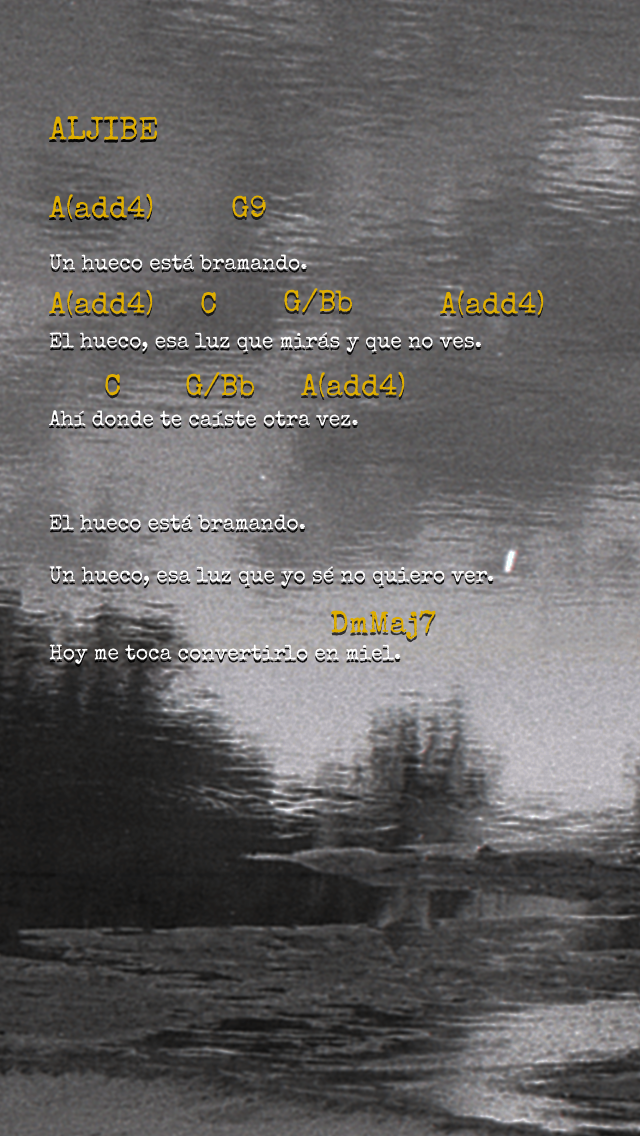 ALJIBE
A(add4) G9
Un hueco está bramando.
A(add4) C G/Bb A(add4)
El hueco, esa luz que mirás y que no ves.
C G/Bb A(add4)
Ahí donde te caíste otra vez.
El hueco está bramando.
Un hueco, esa luz que yo sé no quiero ver.
DmMaj7
Hoy me toca convertirlo en miel.